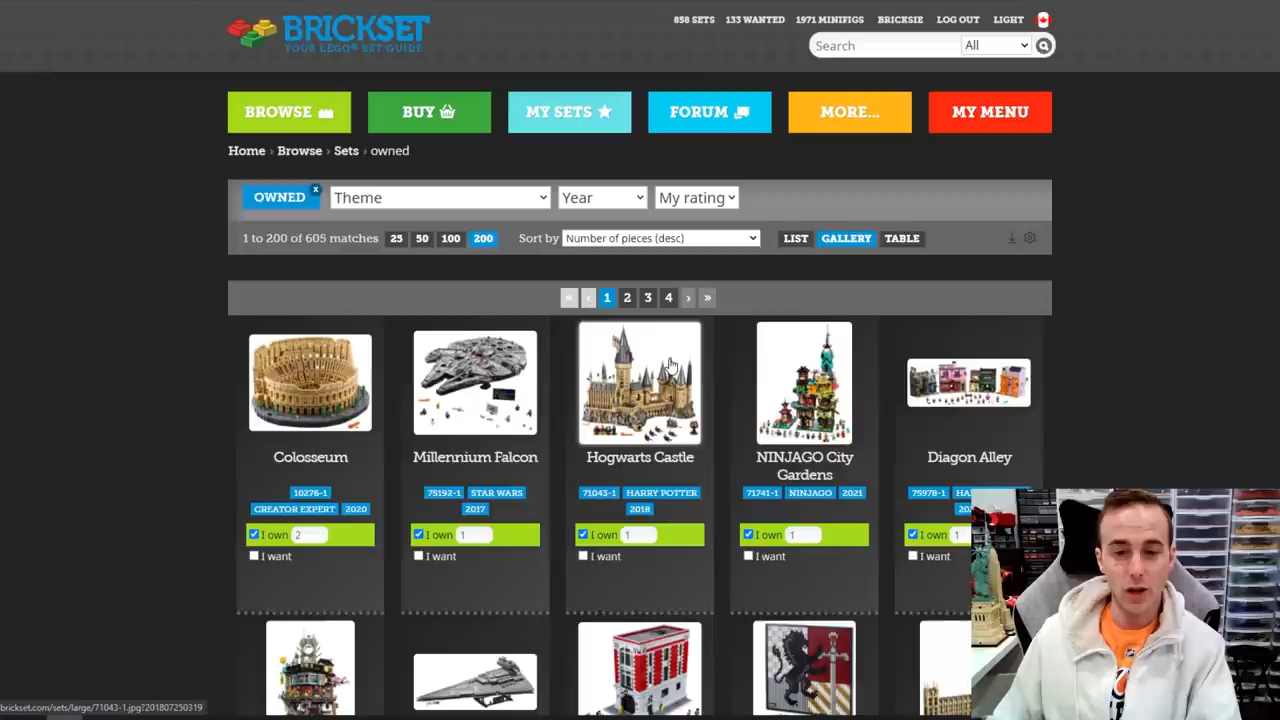 BRICKSET
YOUR LEGO® SET GUIDE
858 SETS 133 WANTED 1971 MINIFIGS BRICKSIE LOG OUT LIGHT
Search All
BROWSE BUY MY SETS FORUM MORE... MY MENU
Home › Browse › Sets › owned
OWNED x Theme Year My rating
1 to 200 of 605 matches 25 50 100 200 Sort by Number of pieces (desc) LIST GALLERY TABLE
« ‹ 1 2 3 4 › »
Colosseum
10276-1
CREATOR EXPERT 2020
I own 2
I want
Millennium Falcon
75192-1 STAR WARS
2017
I own 1
I want
Hogwarts Castle
71043-1 HARRY POTTER
2018
I own 1
I want
NINJAGO City
Gardens
71741-1 NINJAGO 2021
I own 1
I want
Diagon Alley
75978-1
I own 1
I want
brickset.com/sets/large/71043-1.jpg?201807250319